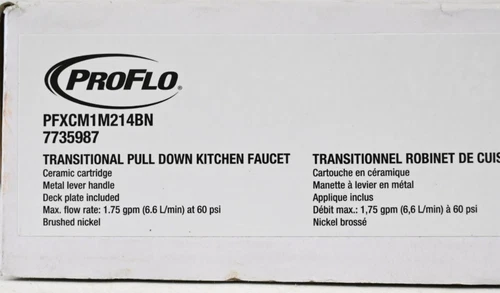 PROFLO®
PFXCM1M214BN
7735987
TRANSITIONAL PULL DOWN KITCHEN FAUCET
Ceramic cartridge
Metal lever handle
Deck plate included
Max. flow rate: 1.75 gpm (6.6 L/min) at 60 psi
Brushed nickel
TRANSITIONNEL ROBINET DE CUIS
Cartouche en céramique
Manette à levier en métal
Applique inclus
Débit max.: 1,75 gpm (6,6 L/min) à 60 psi
Nickel brossé